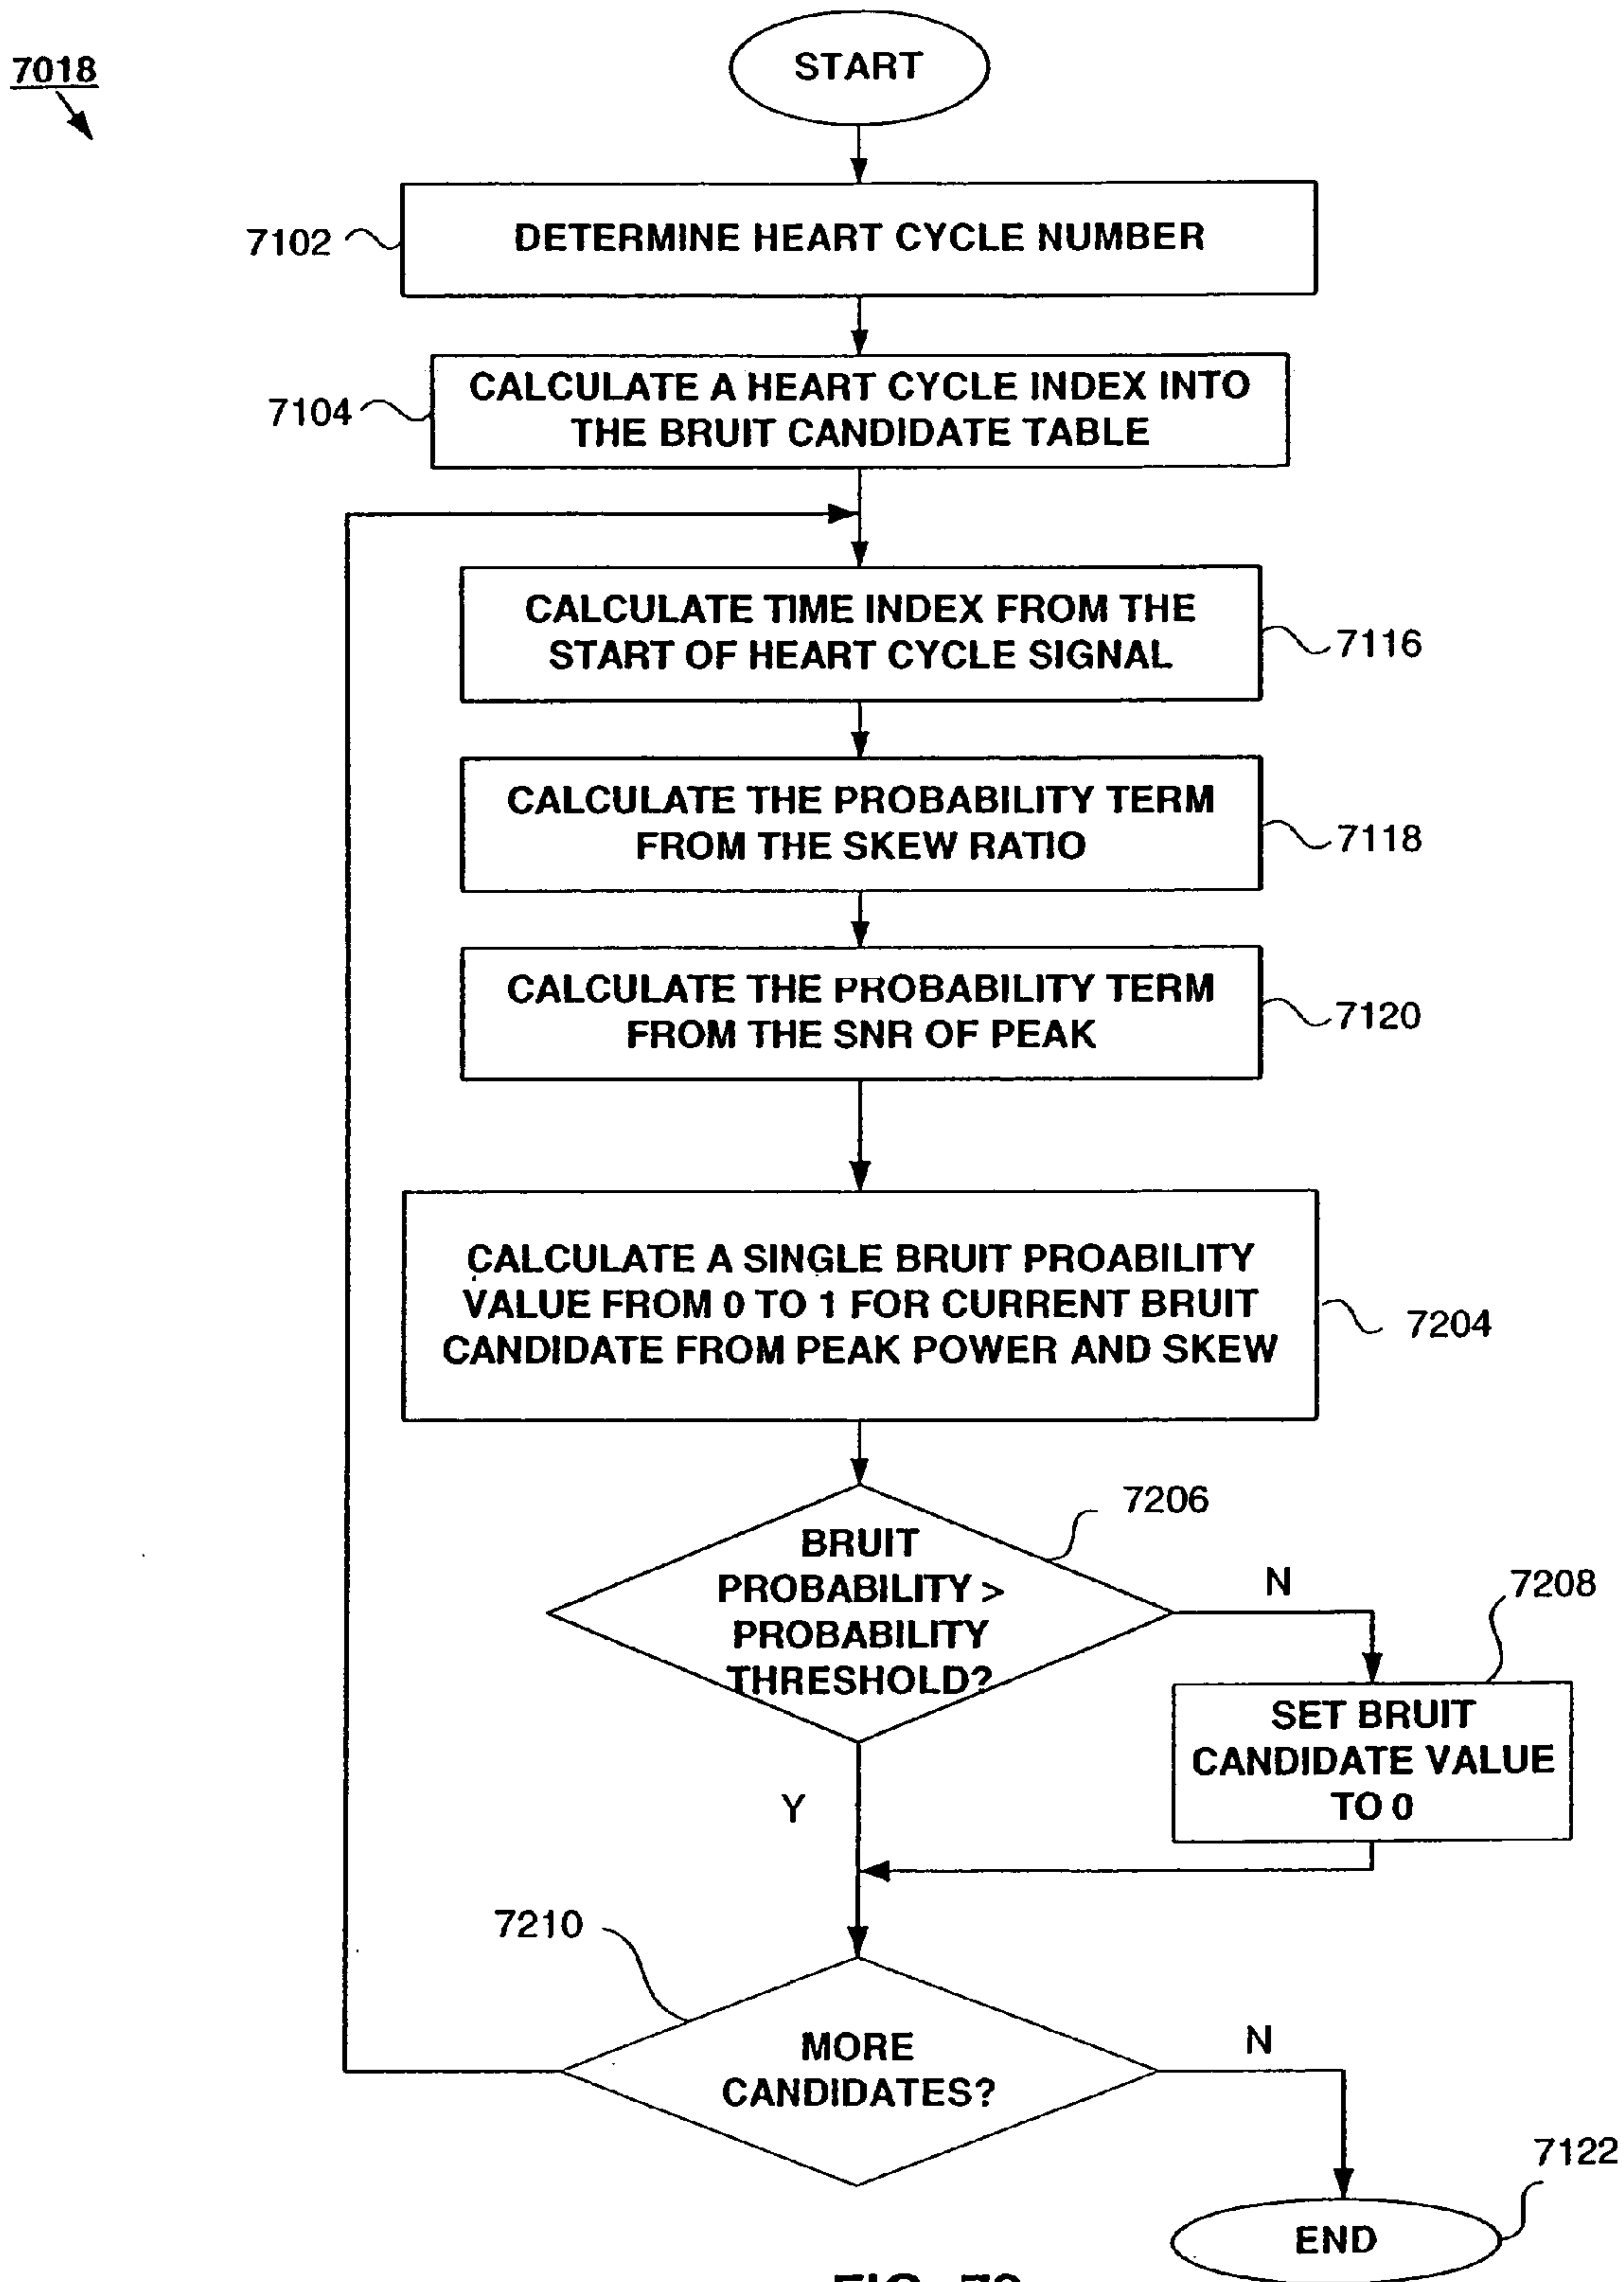 7018
START
7102
DETERMINE HEART CYCLE NUMBER
7104
CALCULATE A HEART CYCLE INDEX INTO
THE BRUIT CANDIDATE TABLE
CALCULATE TIME INDEX FROM THE
START OF HEART CYCLE SIGNAL
7116
CALCULATE THE PROBABILITY TERM
FROM THE SKEW RATIO
7118
CALCULATE THE PROBABILITY TERM
FROM THE SNR OF PEAK
7120
CALCULATE A SINGLE BRUIT PROABILITY
VALUE FROM 0 TO 1 FOR CURRENT BRUIT
CANDIDATE FROM PEAK POWER AND SKEW
7204
7206
BRUIT
PROBABILITY >
PROBABILITY
THRESHOLD?
N
7208
SET BRUIT
CANDIDATE VALUE
TO 0
Y
7210
MORE
CANDIDATES?
N
7122
END